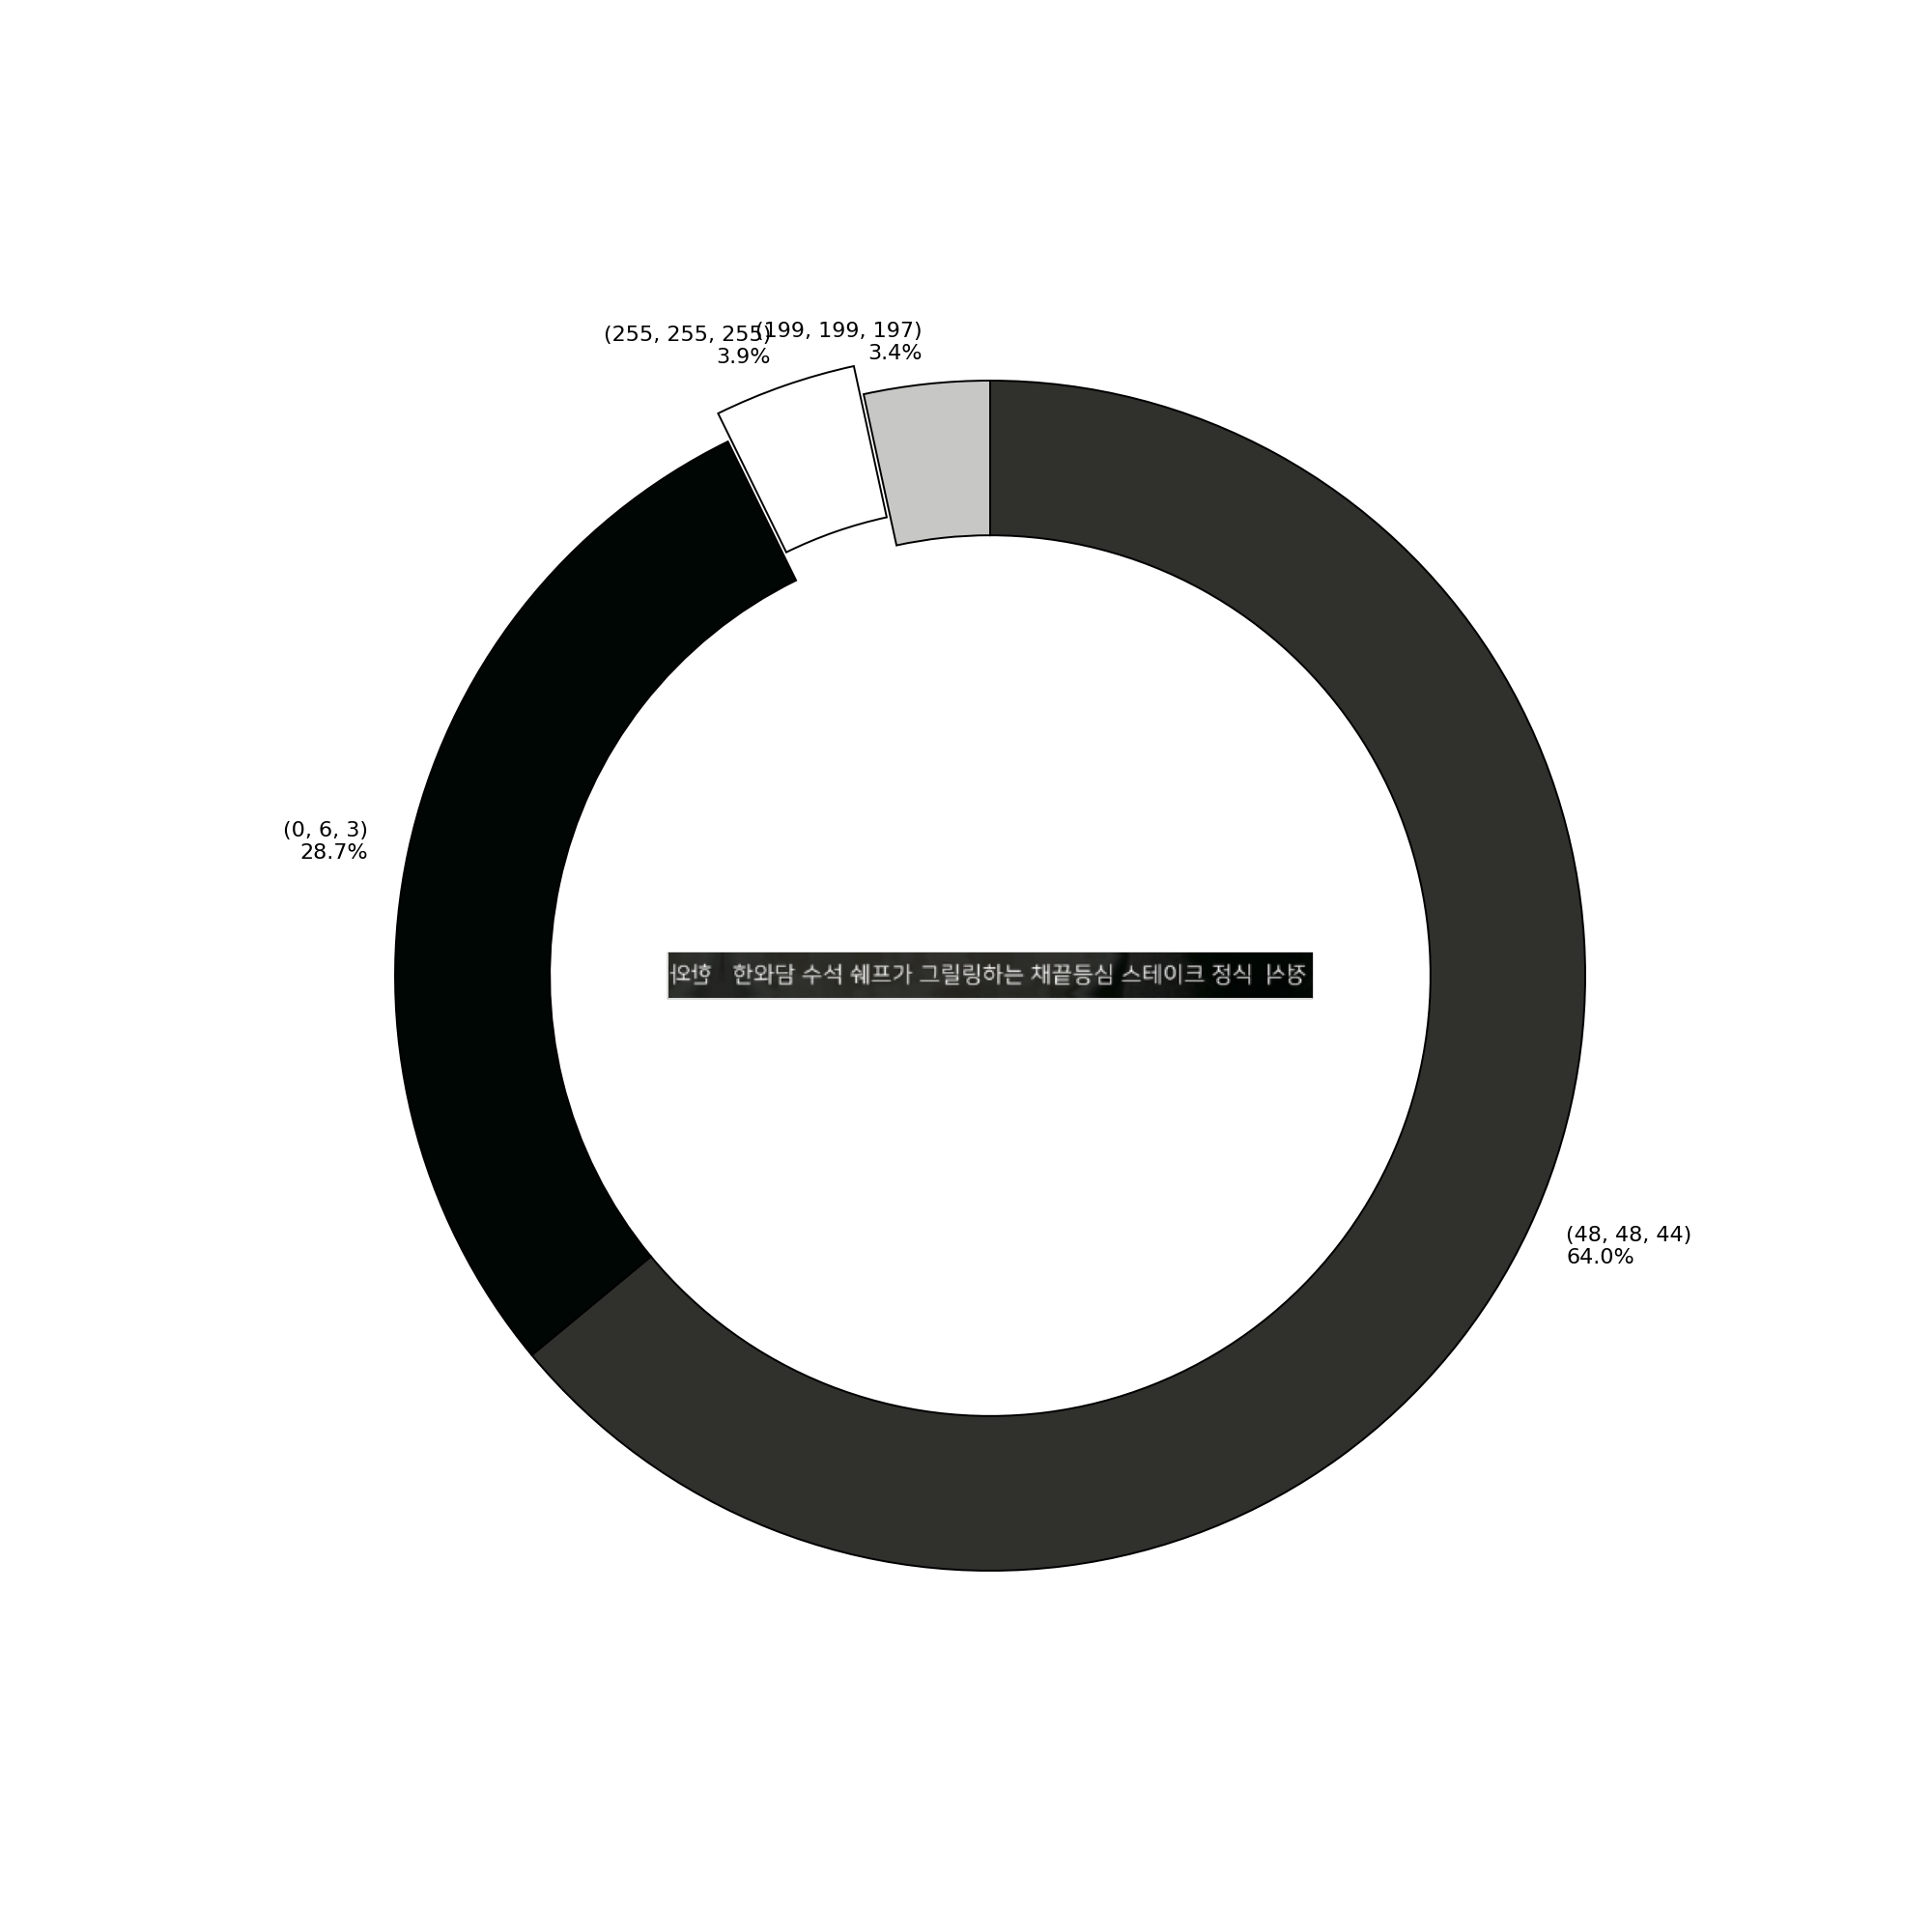 (255, 255, 255)
3.9%
(199, 199, 197)
3.4%
(0, 6, 3)
28.7%
한와담 수석 쉐프가 그릴링하는 채끝등심 스테이크 정식
(48, 48, 44)
64.0%